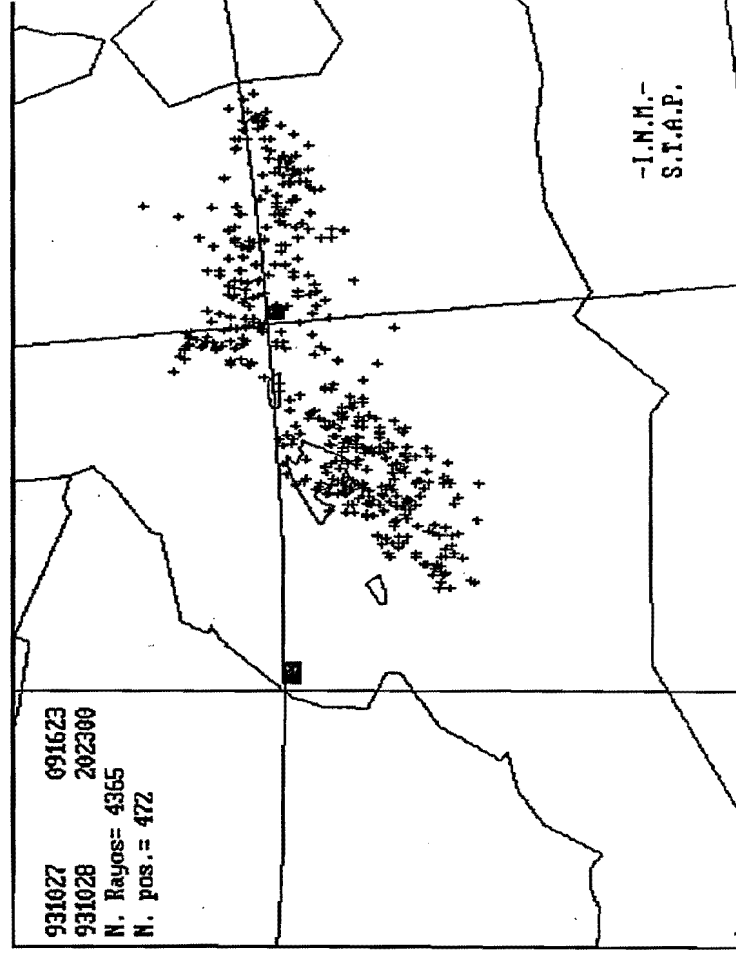 931027 091623
931028 202300
N. Rayos= 4365
N. pos.= 472
-I.N.M.-
S.T.A.P.